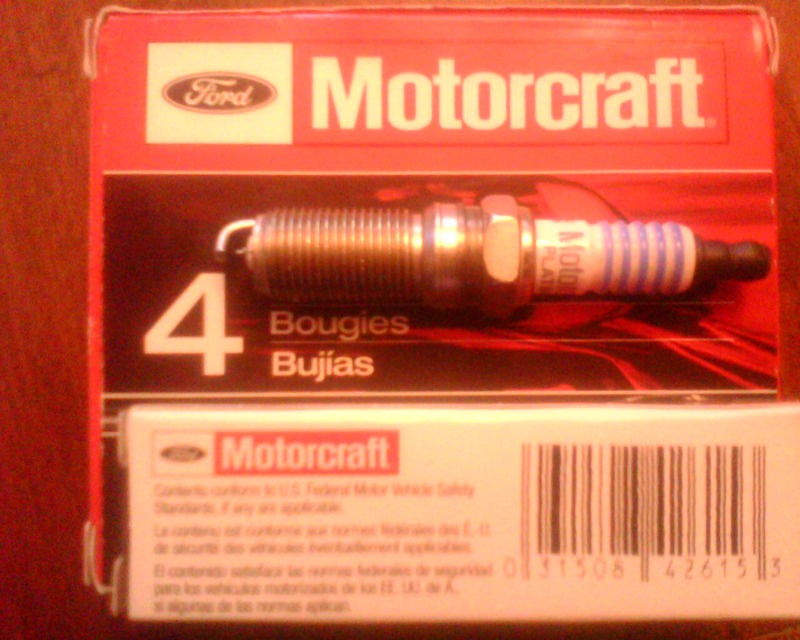 Ford
Motorcraft
Motor
PLATI
4
Bougies
Bujías
Ford
Motorcraft
Contents conform to U.S. Federal Motor Vehicle Safety
Standards, if any are applicable.
Le contenu est conforme aux normes fédérales des É.-U.
de sécurité des véhicules éventuellement applicables.
El contenido satisface las normas federales de seguridad
para los vehículos motorizados de los EE. UU. de A.,
si algunas de las normas aplican.
0 31508 42615 3